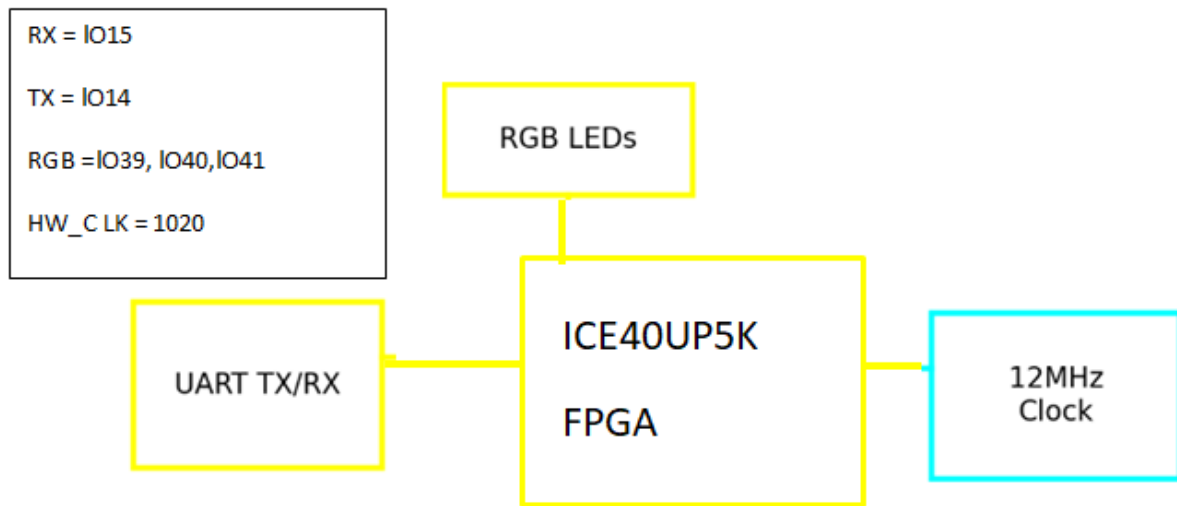 RX = IO15
TX = IO14
RGB =IO39, IO40,IO41
HW_C LK = 1020
RGB LEDs
UART TX/RX
ICE40UP5K
FPGA
12MHz
Clock